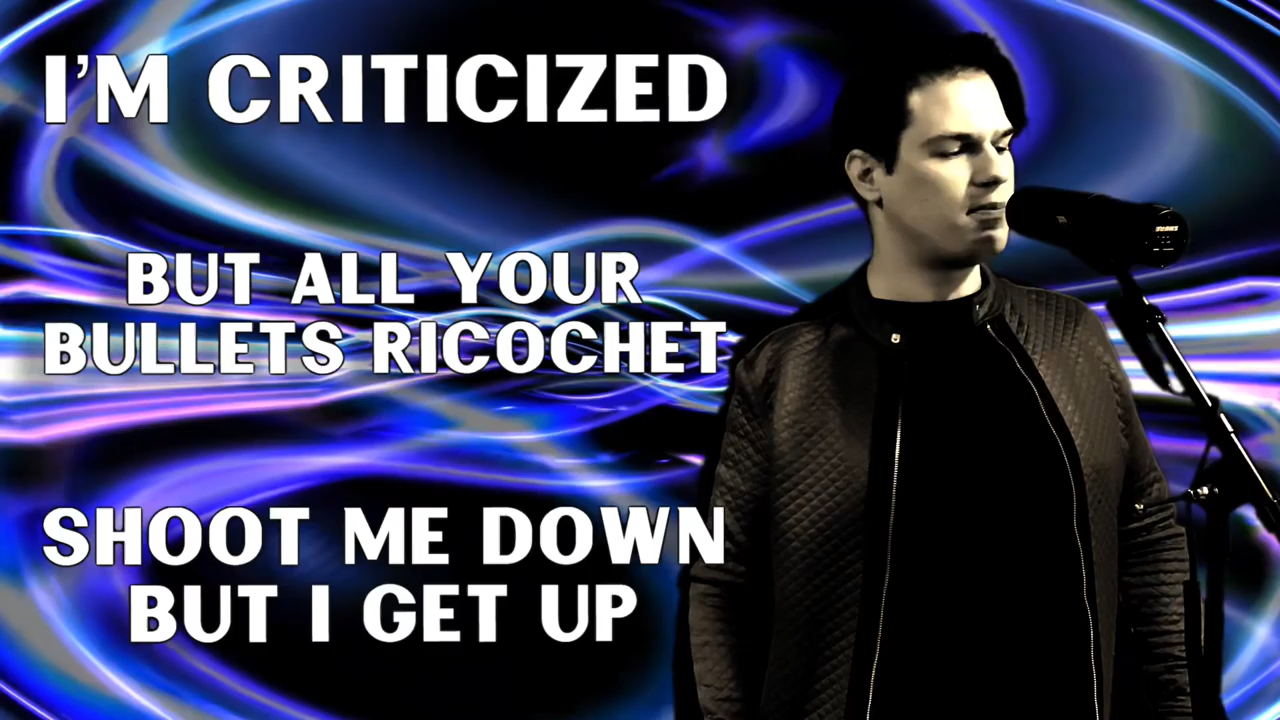 I'M CRITICIZED
BUT ALL YOUR
BULLETS RICOCHET
SHOOT ME DOWN
BUT I GET UP